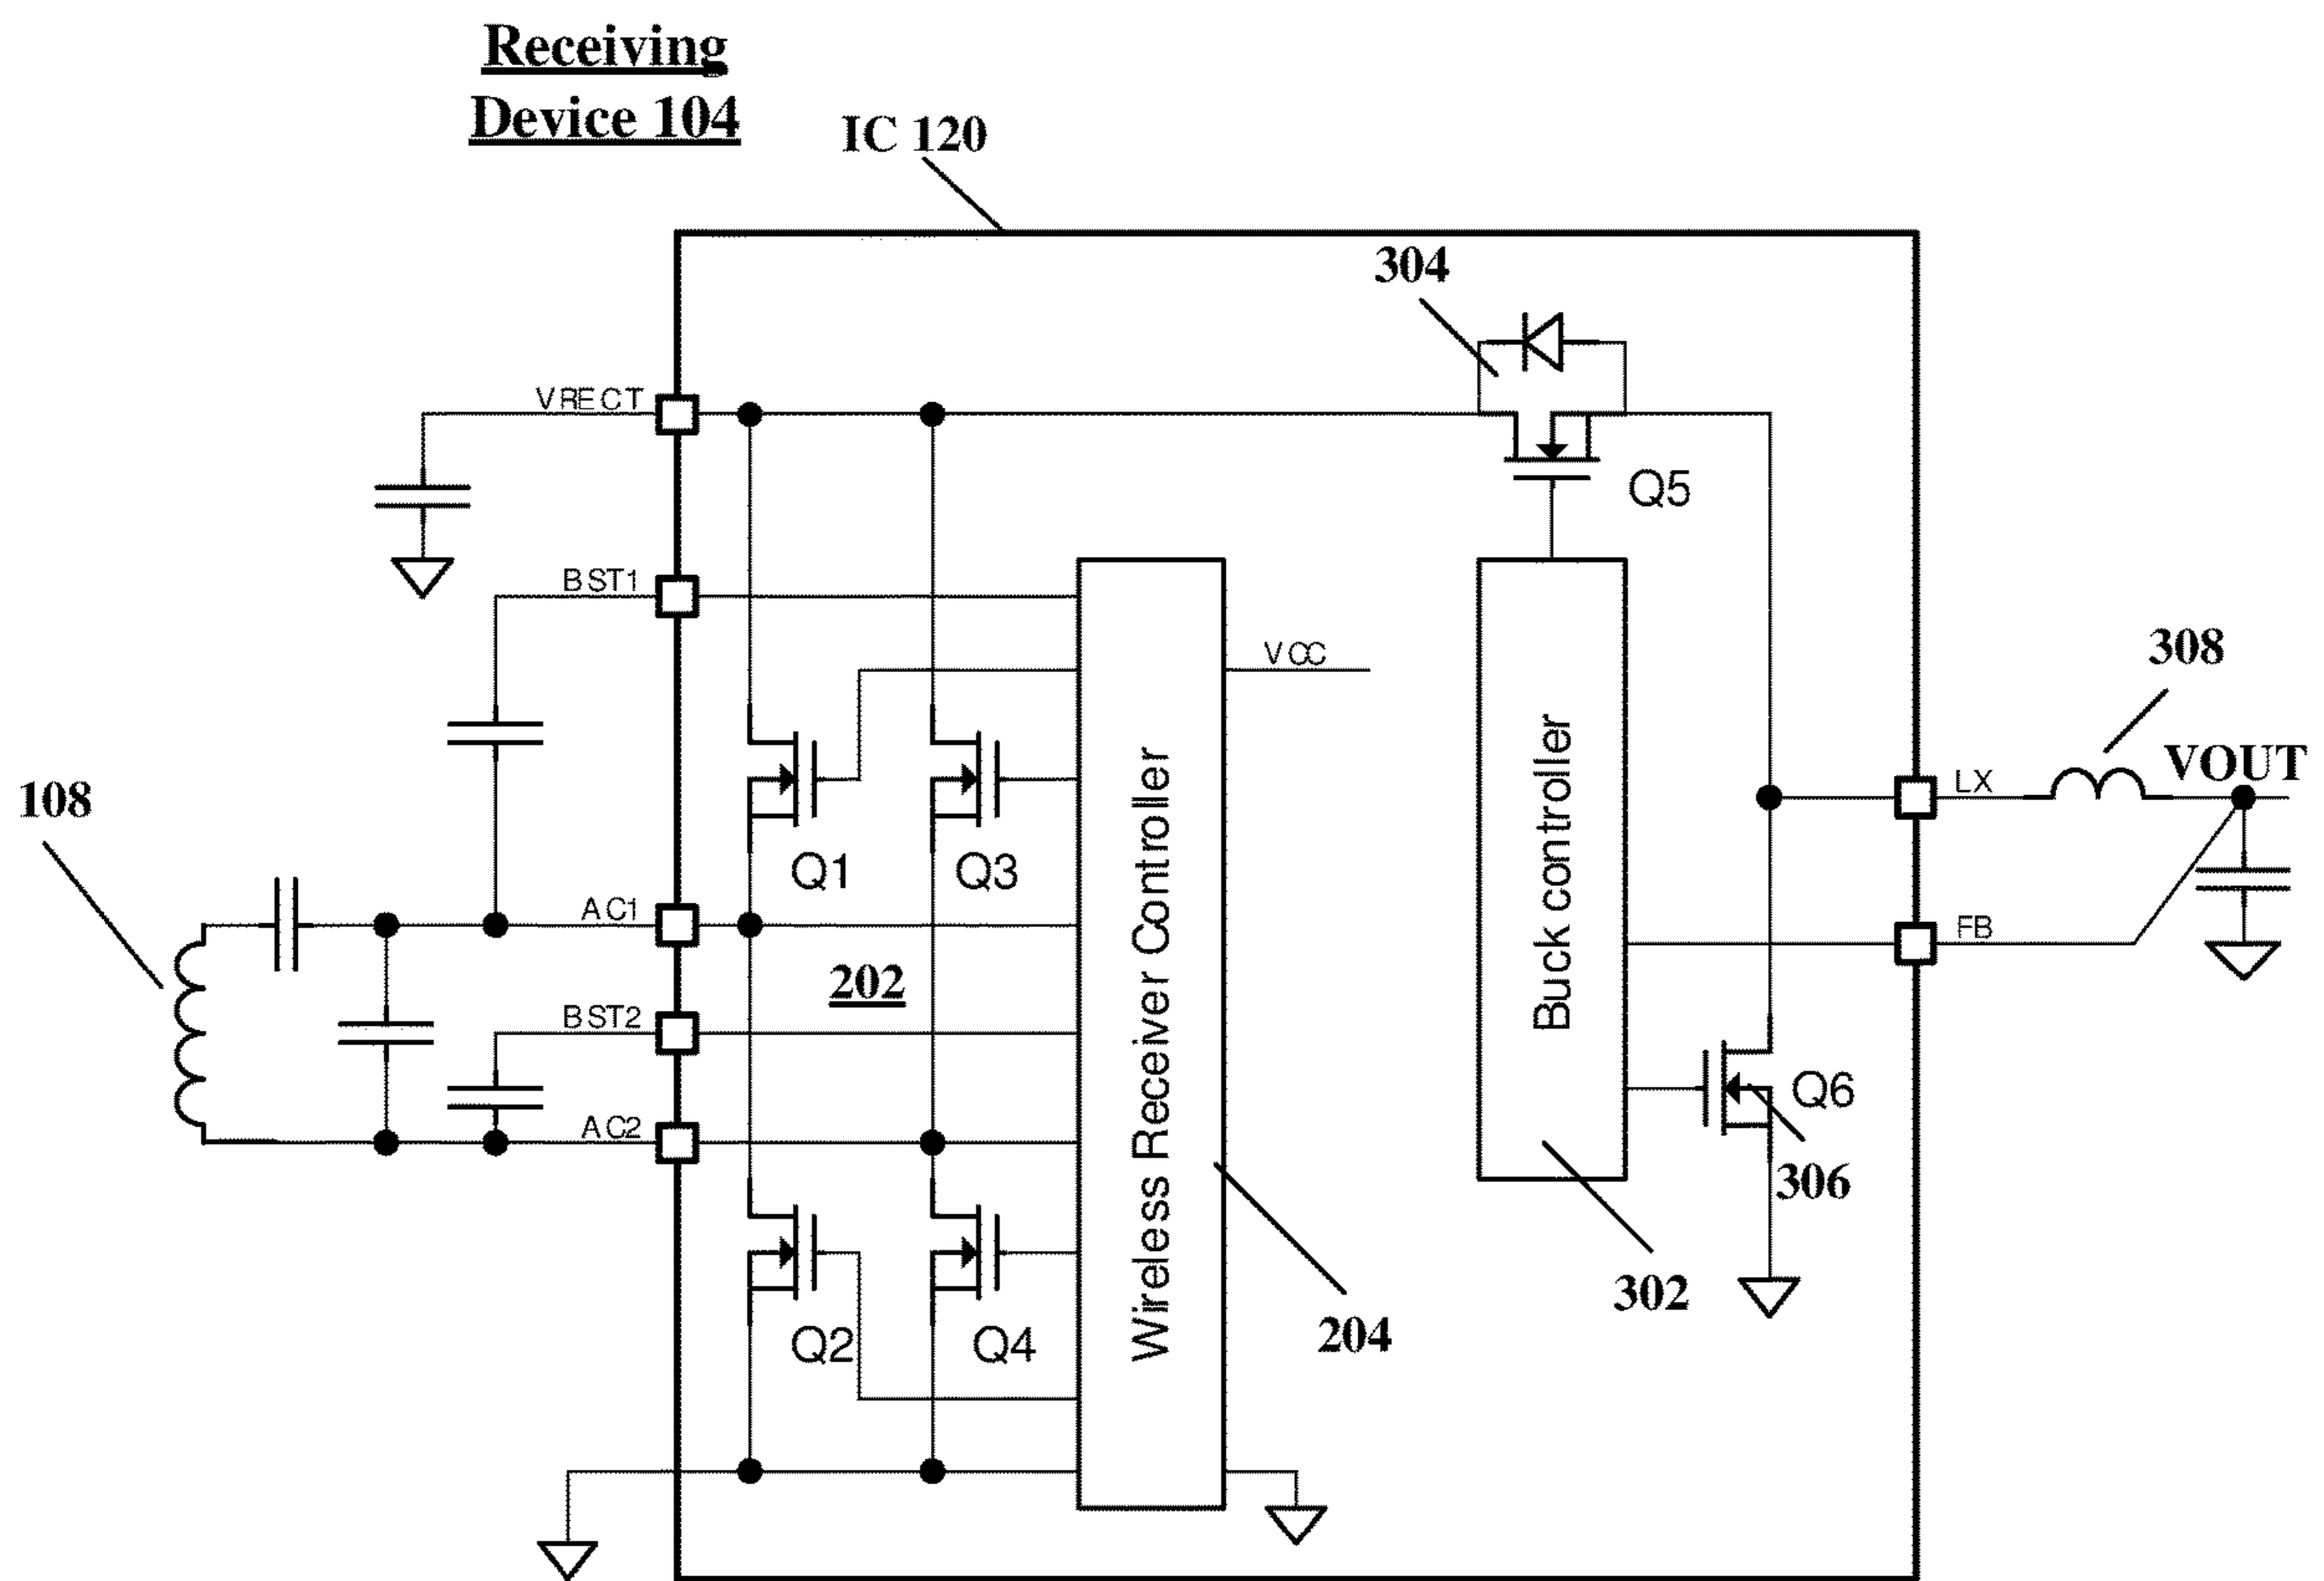 Receiving
Device 104
IC 120
304
VRECT
Q5
BST1
VCC
308
VOUT
LX
108
Q1
Q3
AC1
FB
202
BST2
Wireless Receiver Controller
Buck controller
Q6
AC2
306
302
204
Q2
Q4